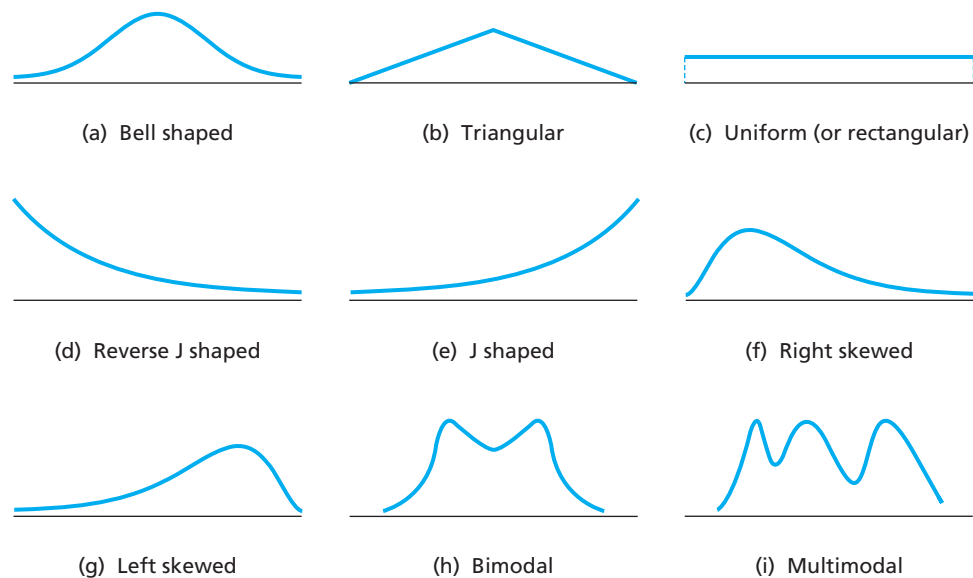 (a) Bell shaped
(b) Triangular
(c) Uniform (or rectangular)
(d) Reverse J shaped
(e) J shaped
(f) Right skewed
(g) Left skewed
(h) Bimodal
(i) Multimodal